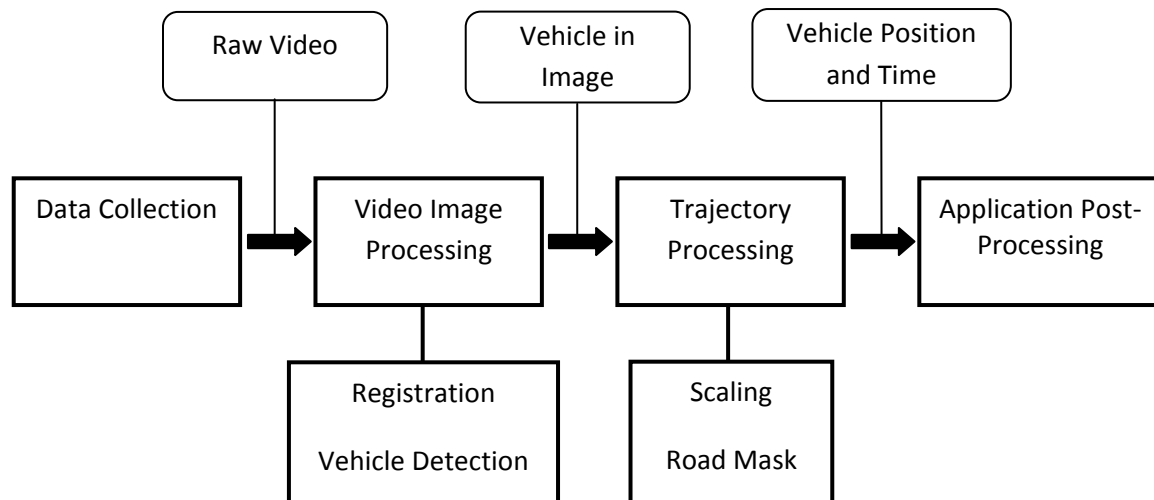 Raw Video
Vehicle in
Image
Vehicle Position
and Time
Data Collection
Video Image
Processing
Trajectory
Processing
Application Post-
Processing
Registration
Vehicle Detection
Scaling
Road Mask